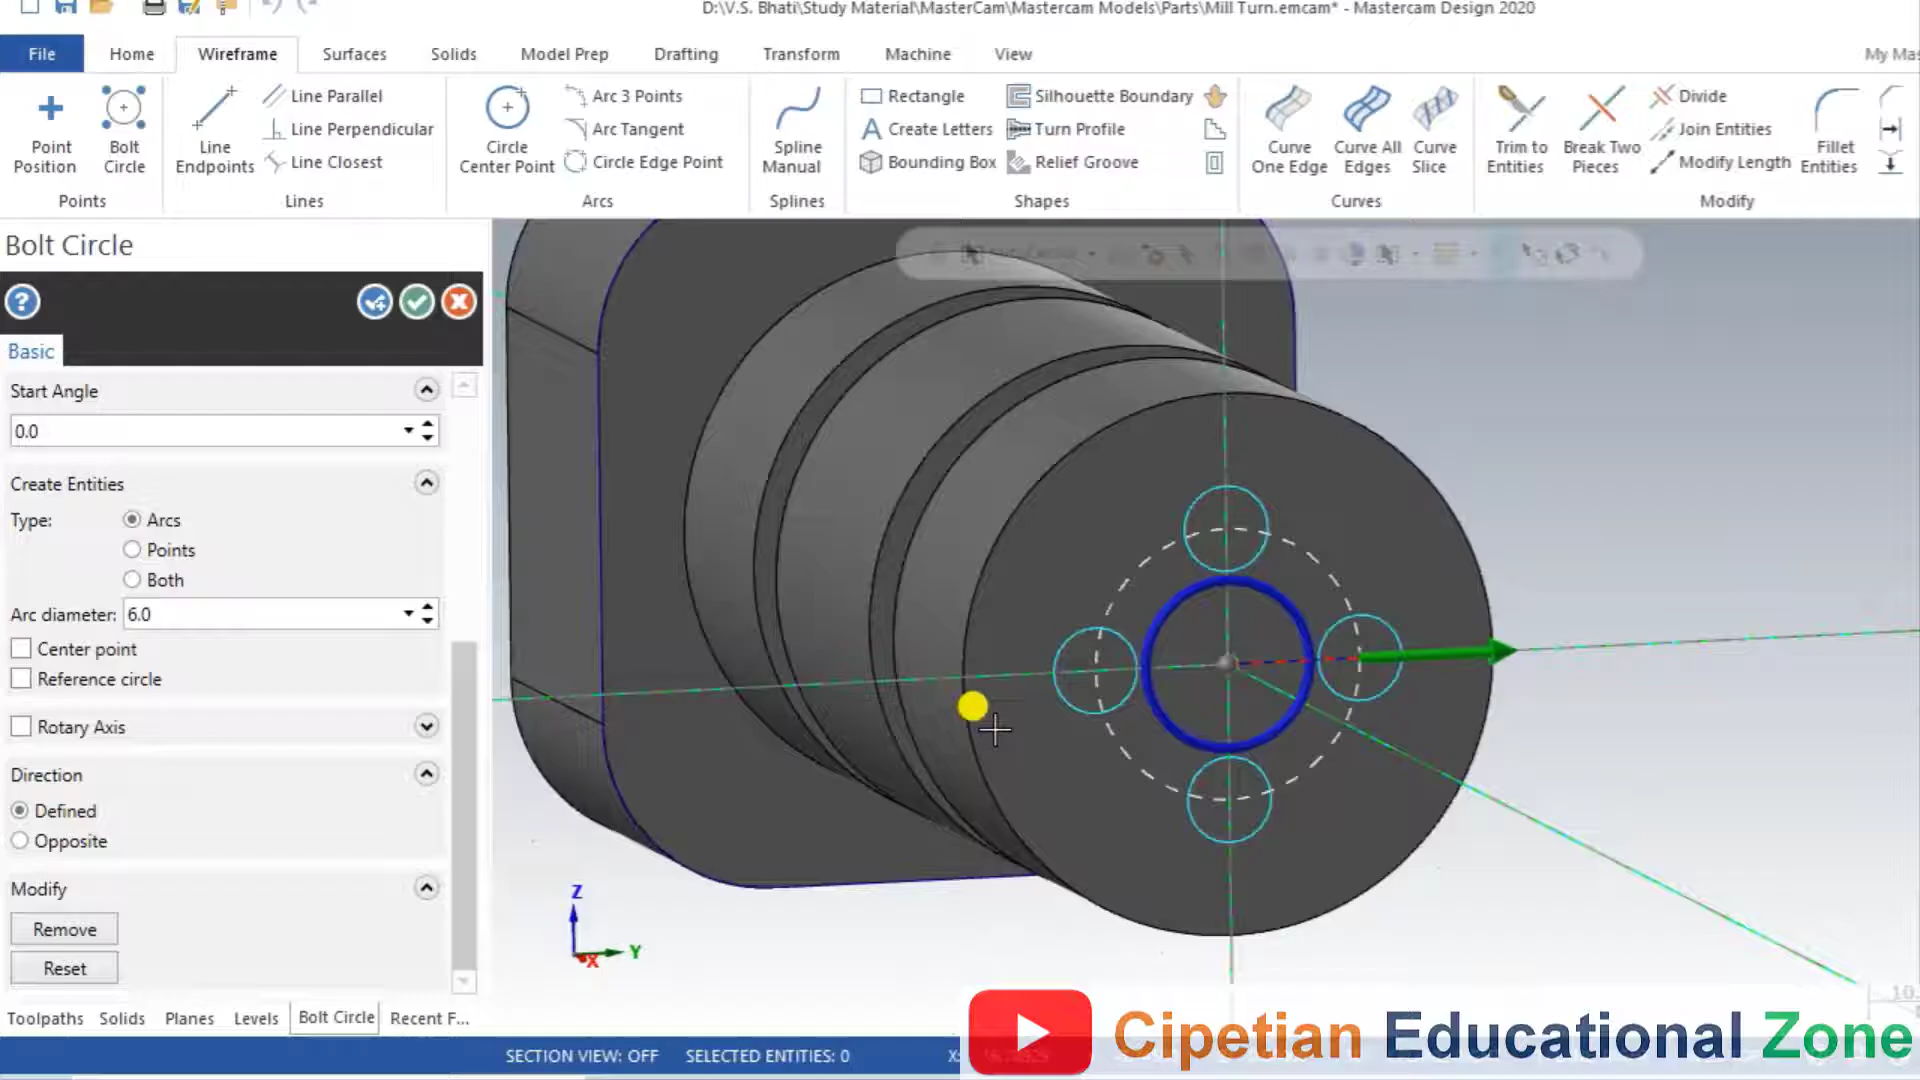 D:\V.S. Bhati\Study Material\MasterCam\Mastercam Models\Parts\Mill Turn.emcam* - Mastercam Design 2020
File Home Wireframe Surfaces Solids Model Prep Drafting Transform Machine View My Mas
Point Position
Bolt Circle
Line Endpoints
Line Parallel
Line Perpendicular
Line Closest
Circle Center Point
Arc 3 Points
Arc Tangent
Circle Edge Point
Spline Manual
Rectangle
Create Letters
Bounding Box
Silhouette Boundary
Turn Profile
Relief Groove
Curve One Edge
Curve All Edges
Curve Slice
Trim to Entities
Break Two Pieces
Divide
Join Entities
Modify Length
Fillet Entities
Points Lines Arcs Splines Shapes Curves Modify
Bolt Circle
?
Basic
Start Angle
0.0
Create Entities
Type: Arcs
Points
Both
Arc diameter: 6.0
Center point
Reference circle
Rotary Axis
Direction
Defined
Opposite
Modify
Remove
Reset
Z
Y
X
10.
Toolpaths Solids Planes Levels Bolt Circle Recent F...
SECTION VIEW: OFF SELECTED ENTITIES: 0 X:
Cipetian Educational Zone